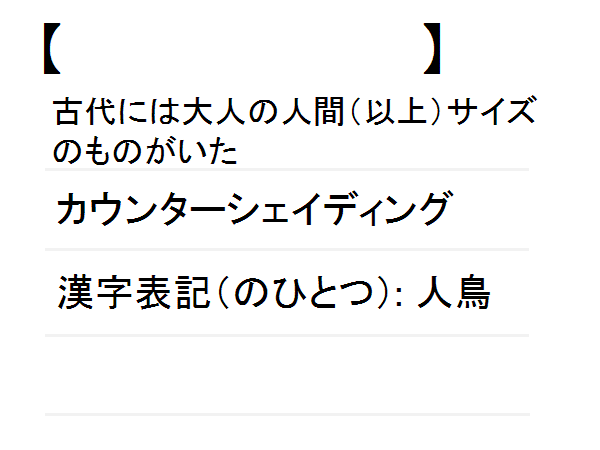 【 】
古代には大人の人間（以上）サイズ
のものがいた
カウンターシェイディング
漢字表記（のひとつ）：人鳥